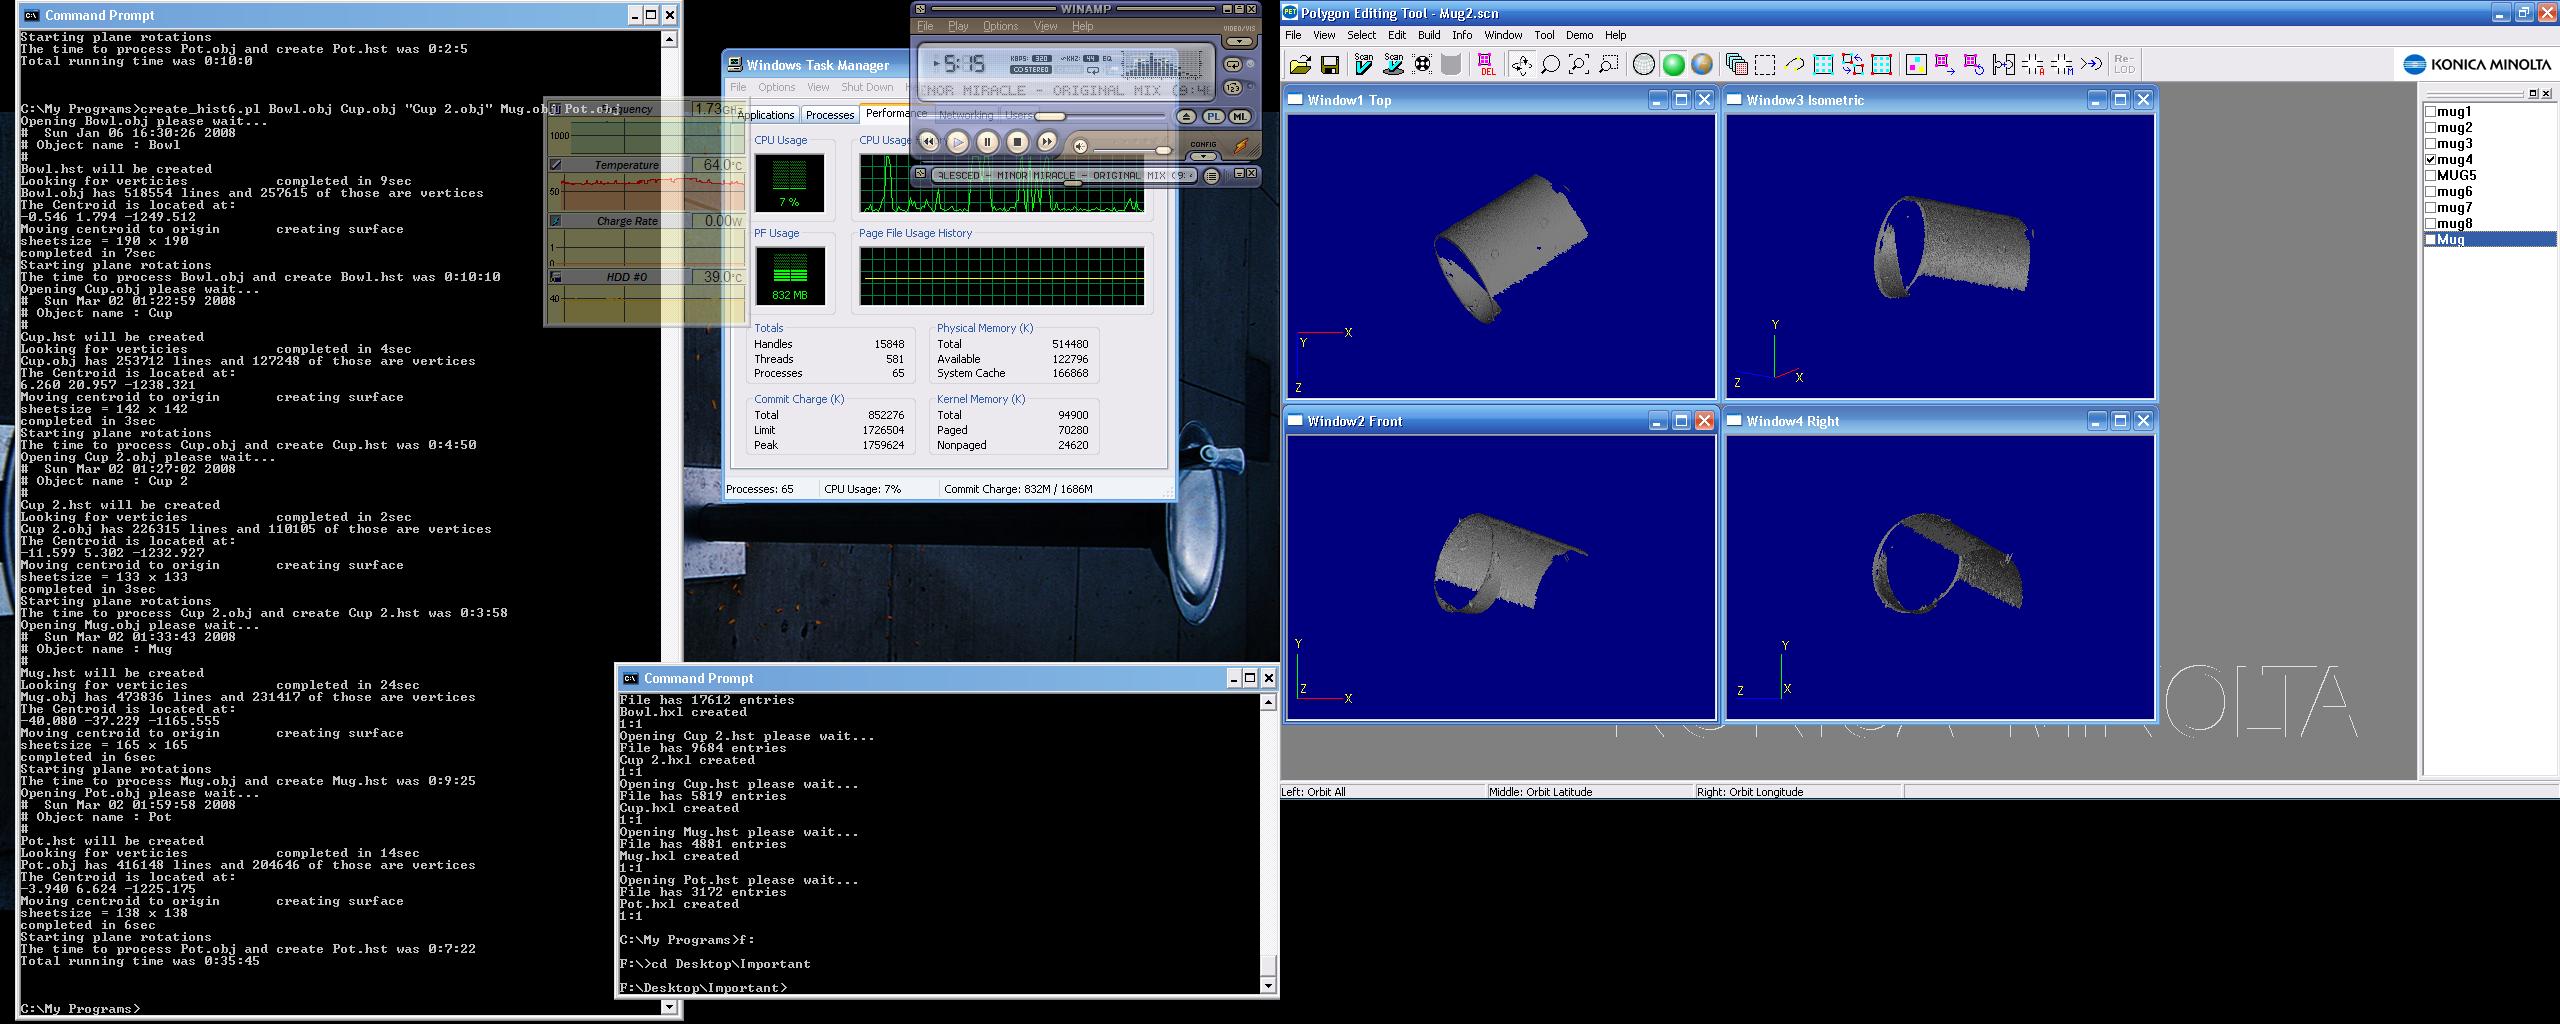 Command Prompt
Starting plane rotations
The time to process Pot.obj and create Pot.hst was 0:2:5
Total running time was 0:10:0
C:\My Programs>create_hist6.pl Bowl.obj Cup.obj "Cup 2.obj" Mug.obj Pot.obj
Opening Bowl.obj please wait...
#  Sun Jan 06 16:30:26 2008
# Object name : Bowl
#
Bowl.hst will be created
Looking for verticies           completed in 9sec
Bowl.obj has 518554 lines and 257615 of those are vertices
The Centroid is located at:
-0.546 1.794 -1249.512
Moving centroid to origin       creating surface
sheetsize = 190 x 190
completed in 7sec
Starting plane rotations
The time to process Bowl.obj and create Bowl.hst was 0:10:10
Opening Cup.obj please wait...
#  Sun Mar 02 01:22:59 2008
# Object name : Cup
#
Cup.hst will be created
Looking for verticies           completed in 4sec
Cup.obj has 253712 lines and 127248 of those are vertices
The Centroid is located at:
6.260 20.957 -1238.321
Moving centroid to origin       creating surface
sheetsize = 142 x 142
completed in 3sec
Starting plane rotations
The time to process Cup.obj and create Cup.hst was 0:4:50
Opening Cup 2.obj please wait...
#  Sun Mar 02 01:27:02 2008
# Object name : Cup 2
#
Cup 2.hst will be created
Looking for verticies           completed in 2sec
Cup 2.obj has 226315 lines and 110105 of those are vertices
The Centroid is located at:
-11.599 5.302 -1232.927
Moving centroid to origin       creating surface
sheetsize = 133 x 133
completed in 3sec
Starting plane rotations
The time to process Cup 2.obj and create Cup 2.hst was 0:3:58
Opening Mug.obj please wait...
#  Sun Mar 02 01:33:43 2008
# Object name : Mug
#
Mug.hst will be created
Looking for verticies           completed in 24sec
Mug.obj has 473836 lines and 231417 of those are vertices
The Centroid is located at:
-40.080 -37.229 -1165.555
Moving centroid to origin       creating surface
sheetsize = 165 x 165
completed in 6sec
Starting plane rotations
The time to process Mug.obj and create Mug.hst was 0:9:25
Opening Pot.obj please wait...
#  Sun Mar 02 01:59:58 2008
# Object name : Pot
#
Pot.hst will be created
Looking for verticies           completed in 14sec
Pot.obj has 416148 lines and 204646 of those are vertices
The Centroid is located at:
-3.940 6.624 -1225.175
Moving centroid to origin       creating surface
sheetsize = 138 x 138
completed in 6sec
Starting plane rotations
The time to process Pot.obj and create Pot.hst was 0:7:22
Total running time was 0:35:45
C:\My Programs>
1.73
1000
Temperature 64.0°C
50
Charge Rate 0.00W
1
0
HDD #0 39.0°C
40
Windows Task Manager
File Options View Shut Down
Applications Processes Performance Networking Users
CPU Usage
7 %
PF Usage
832 MB
Page File Usage History
Totals
Handles 15848
Threads 581
Processes 65
Physical Memory (K)
Total 514480
Available 122796
System Cache 166868
Commit Charge (K)
Total 852276
Limit 1726504
Peak 1759624
Kernel Memory (K)
Total 94900
Paged 70280
Nonpaged 24620
Processes: 65 CPU Usage: 7% Commit Charge: 832M / 1686M
WINAMP
File Play Options View Help
VIDEO/VIS
5:15 KBPS: 320 KHZ: 44 EQ
STEREO
NOR MIRACLE - ORIGINAL MIX (9:4
PL ML
CONFIG
ALESCED - MINOR MIRACLE - ORIGINAL MIX (9:
Command Prompt
File has 17612 entries
Bowl.hxl created
1:1
Opening Cup 2.hst please wait...
File has 9684 entries
Cup 2.hxl created
1:1
Opening Cup.hst please wait...
File has 5819 entries
Cup.hxl created
1:1
Opening Mug.hst please wait...
File has 4881 entries
Mug.hxl created
1:1
Opening Pot.hst please wait...
File has 3172 entries
Pot.hxl created
1:1
C:\My Programs>f:
F:\>cd Desktop\Important
F:\Desktop\Important>
PET Polygon Editing Tool - Mug2.scn
File View Select Edit Build Info Window Tool Demo Help
Scan Scan DEL Re-LOD KONICA MINOLTA
Window1 Top
X
Y
Z
Window3 Isometric
Y
Z
X
Window2 Front
Y
Z
X
Window4 Right
Y
Z
X
KONICA MINOLTA
mug1
mug2
mug3
mug4
MUG5
mug6
mug7
mug8
Mug
Left: Orbit All Middle: Orbit Latitude Right: Orbit Longitude